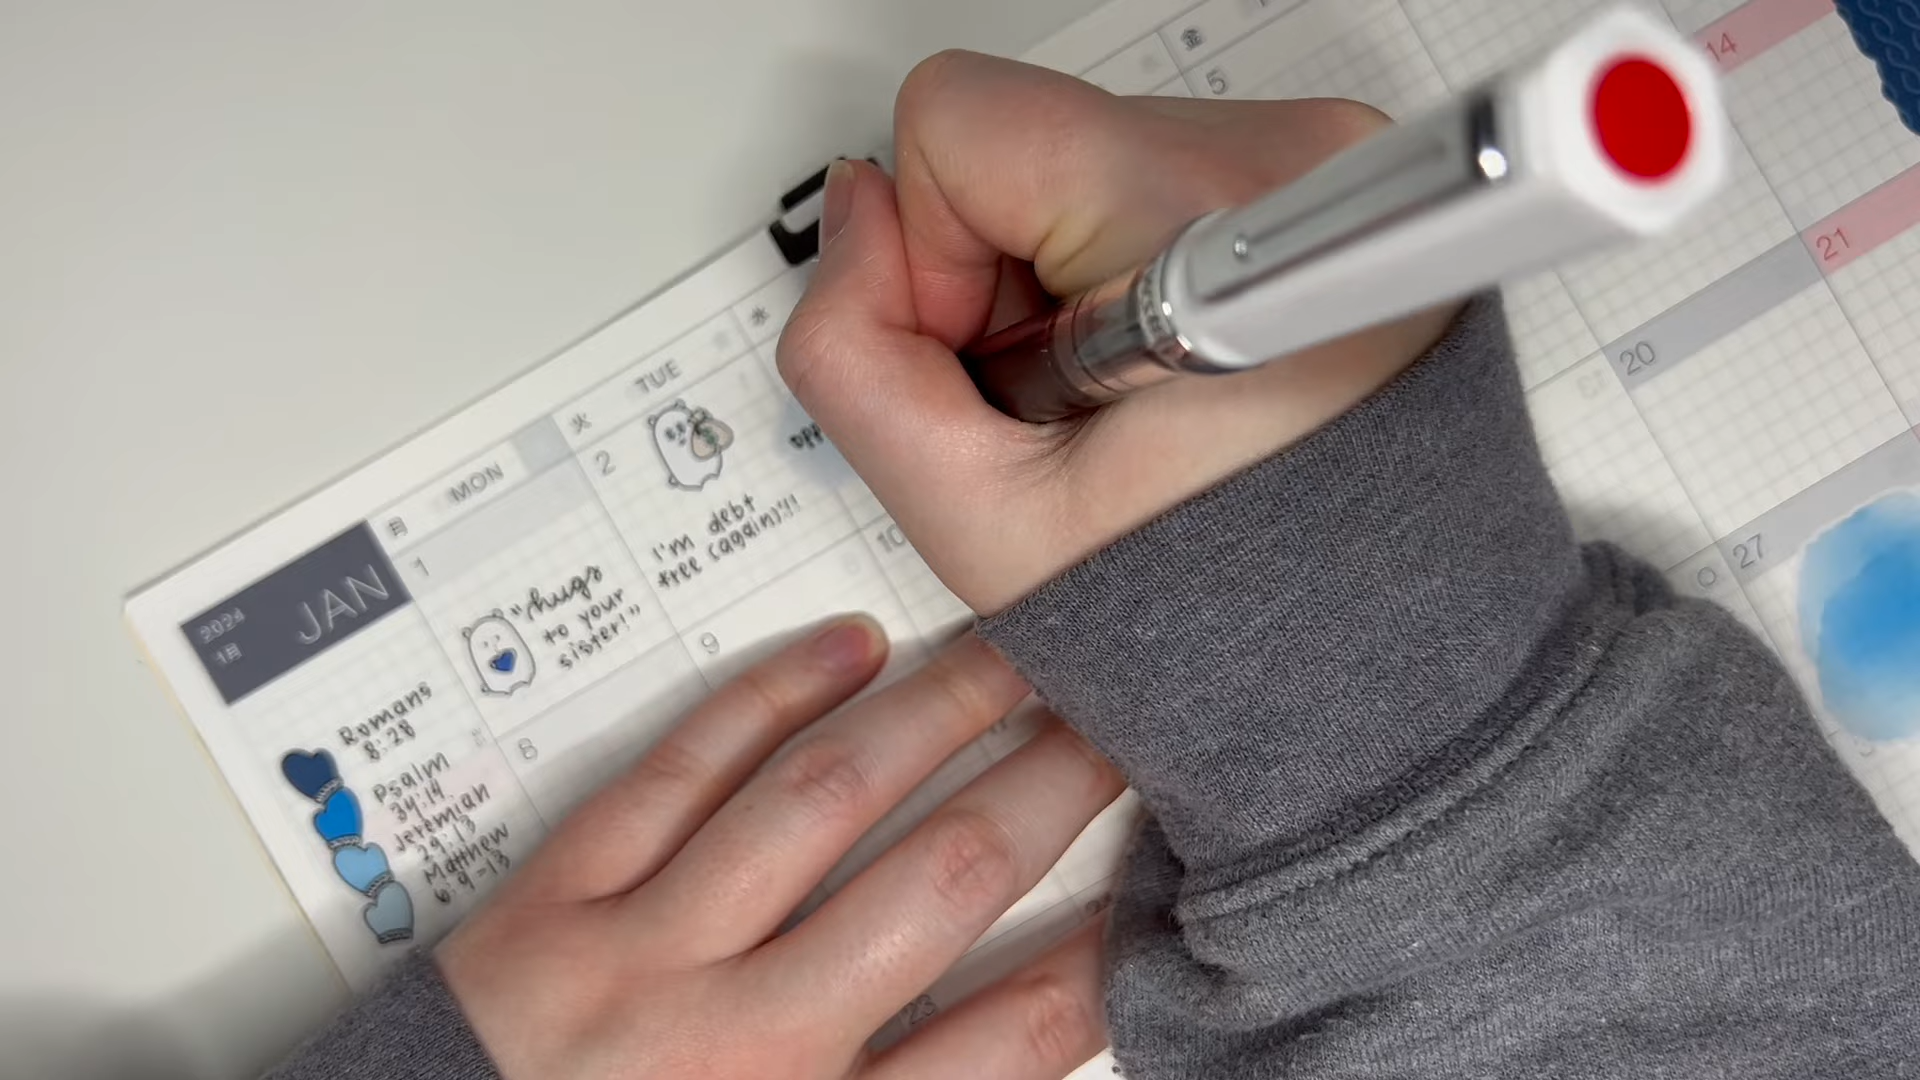 2024
1月
JAN
月
MON
火
TUE
水
金
1
2
5
8
9
10
14
20
21
23
27
"hugs
to your
sister!"
I'm debt
free (again)!!!
Romans
8:28
Psalm
34:14
Jeremiah
29:13
Matthew
6:9-13